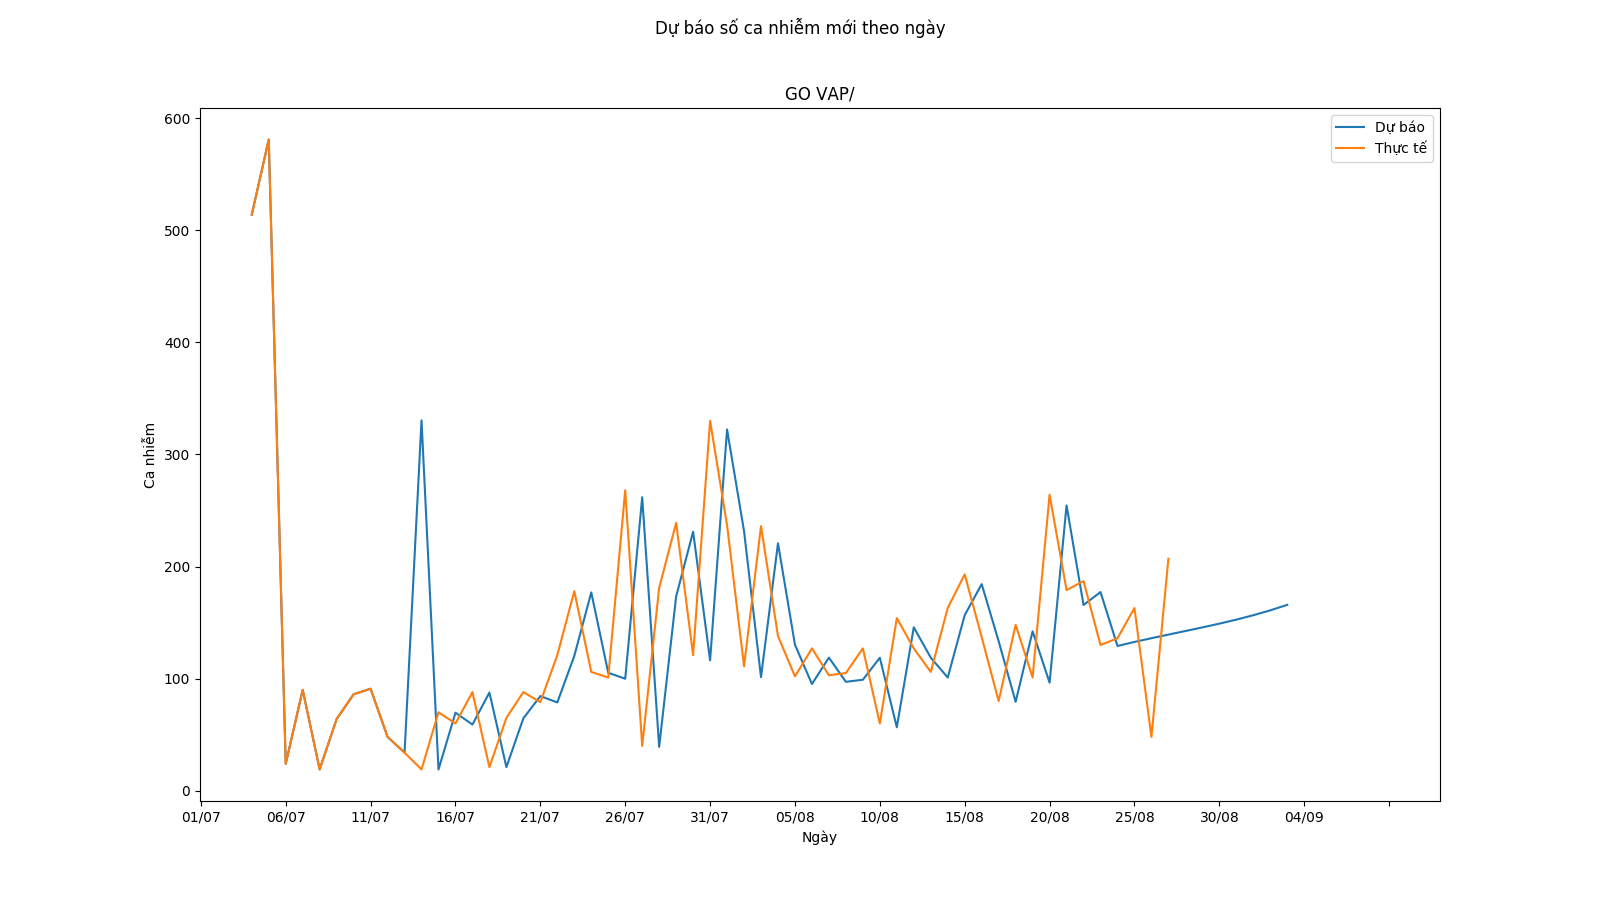 Dự báo số ca nhiễm mới theo ngày
GO VAP/
Dự báo
Thực tế
600
500
400
300
200
100
0
Ca nhiễm
01/07 06/07 11/07 16/07 21/07 26/07 31/07 05/08 10/08 15/08 20/08 25/08 30/08 04/09
Ngày